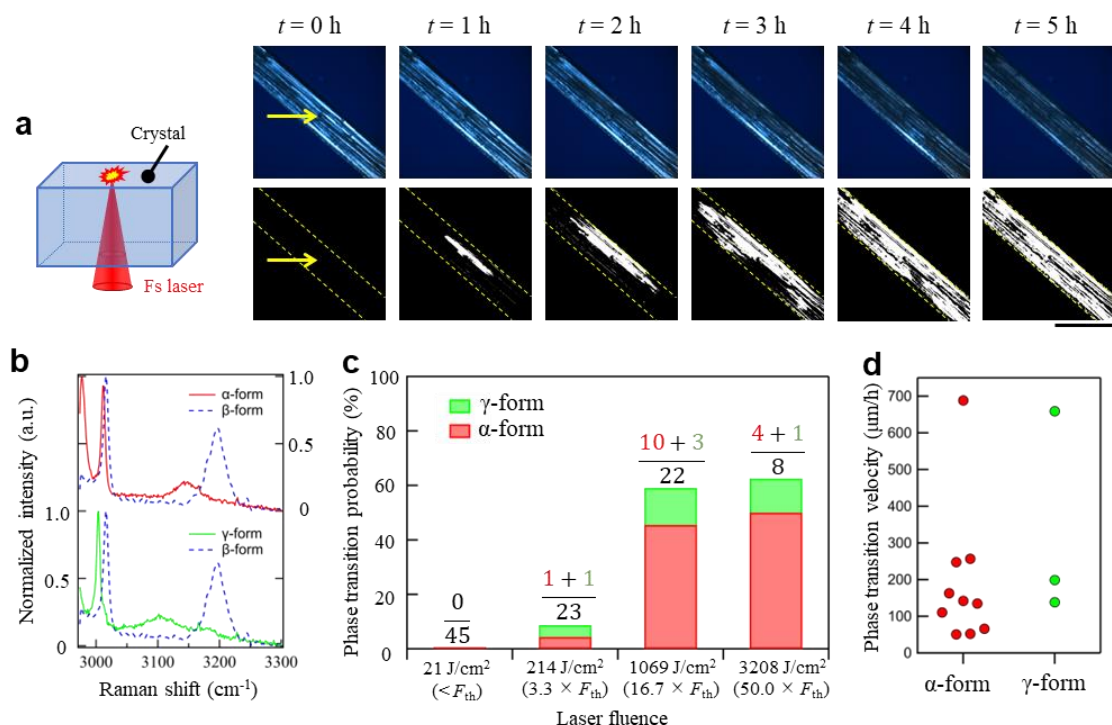 t = 0 h
t = 1 h
t = 2 h
t = 3 h
t = 4 h
t = 5 h
a
Crystal
Fs laser
b
Normalized intensity (a.u.)
α-form
β-form
1.0
0.5
0
1.0
0.5
0
γ-form
β-form
3000
3100
3200
3300
Raman shift (cm⁻¹)
c
Phase transition probability (%)
100
80
60
40
20
0
γ-form
α-form
0
45
1 + 1
23
10 + 3
22
4 + 1
8
21 J/cm²
(< Fth)
214 J/cm²
(3.3 × Fth)
1069 J/cm²
(16.7 × Fth)
3208 J/cm²
(50.0 × Fth)
Laser fluence
d
Phase transition velocity (μm/h)
700
600
500
400
300
200
100
0
α-form
γ-form